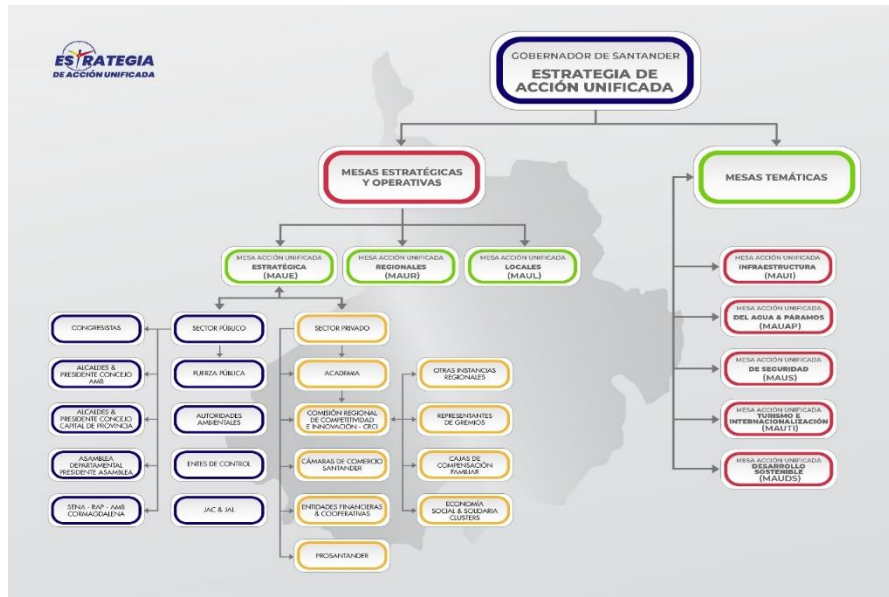 ESTRATEGIA
DE ACCIÓN UNIFICADA
GOBERNADOR DE SANTANDER
ESTRATEGIA DE
ACCIÓN UNIFICADA
MESAS ESTRATÉGICAS
Y OPERATIVAS
MESAS TEMÁTICAS
MESA ACCIÓN UNIFICADA
ESTRATÉGICA
(MAUE)
MESA ACCIÓN UNIFICADA
REGIONALES
(MAUR)
MESA ACCIÓN UNIFICADA
LOCALES
(MAUL)
MESA ACCIÓN UNIFICADA
INFRAESTRUCTURA
(MAUI)
MESA ACCIÓN UNIFICADA
DEL AGUA & PÁRAMOS
(MAUAP)
MESA ACCIÓN UNIFICADA
DE SEGURIDAD
(MAUS)
MESA ACCIÓN UNIFICADA
TURISMO E
INTERNACIONALIZACIÓN
(MAUTI)
MESA ACCIÓN UNIFICADA
DESARROLLO
SOSTENIBLE
(MAUDS)
CONGRESISTAS
SECTOR PÚBLICO
SECTOR PRIVADO
ALCALDES &
PRESIDENTE CONCEJO
AMB
FUERZA PÚBLICA
ACADEMIA
OTRAS INSTANCIAS
REGIONALES
ALCALDES &
PRESIDENTE CONCEJO
CAPITAL DE PROVINCIA
AUTORIDADES
AMBIENTALES
COMISIÓN REGIONAL
DE COMPETITIVIDAD
E INNOVACIÓN - CRCI
REPRESENTANTES
DE GREMIOS
ASAMBLEA
DEPARTAMENTAL
PRESIDENTE ASAMBLEA
ENTES DE CONTROL
CÁMARAS DE COMERCIO
SANTANDER
CAJAS DE
COMPENSACIÓN
FAMILIAR
SENA - RAP - AMB
CORMAGDALENA
JAC & JAL
ENTIDADES FINANCIERAS
& COOPERATIVAS
ECONOMÍA
SOCIAL & SOLIDARIA
CLUSTERS
PROSANTANDER